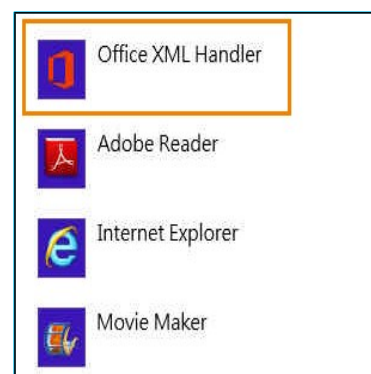 Office XML Handler
Adobe Reader
Internet Explorer
Movie Maker